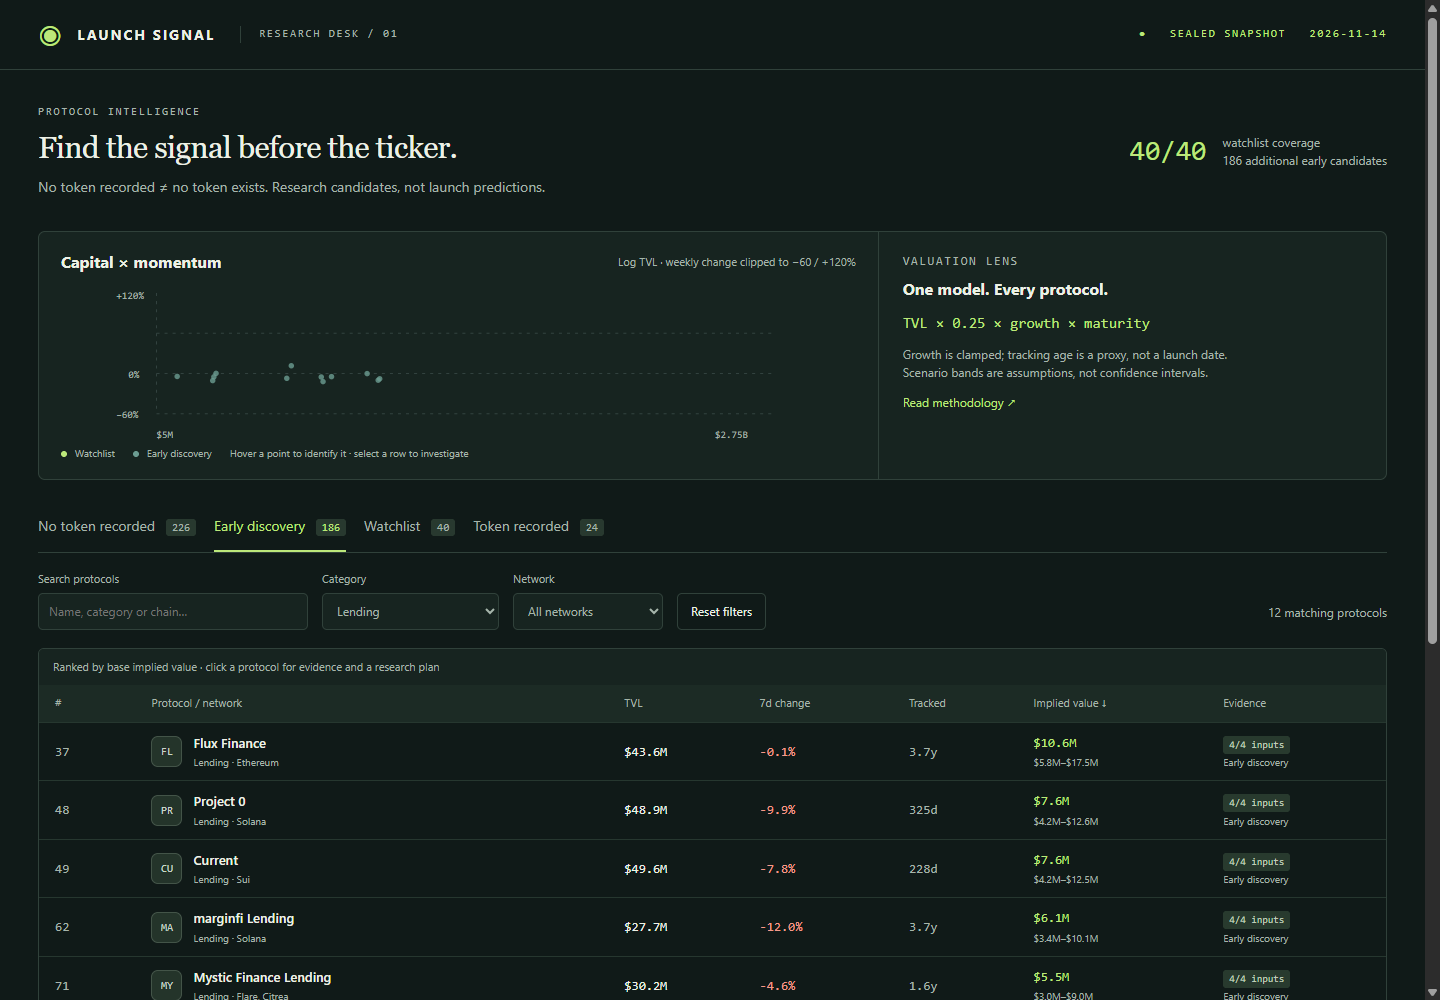 LAUNCH SIGNAL
RESEARCH DESK / 01
SEALED SNAPSHOT
2026-11-14
PROTOCOL INTELLIGENCE
Find the signal before the ticker.
No token recorded ≠ no token exists. Research candidates, not launch predictions.
40/40
watchlist coverage
186 additional early candidates
Capital × momentum
Log TVL · weekly change clipped to −60 / +120%
+120%
0%
−60%
$5M
$2.75B
Watchlist
Early discovery
Hover a point to identify it · select a row to investigate
VALUATION LENS
One model. Every protocol.
TVL × 0.25 × growth × maturity
Growth is clamped; tracking age is a proxy, not a launch date.
Scenario bands are assumptions, not confidence intervals.
Read methodology ↗
No token recorded 226
Early discovery 186
Watchlist 40
Token recorded 24
Search protocols
Name, category or chain...
Category
Lending
Network
All networks
Reset filters
12 matching protocols
Ranked by base implied value · click a protocol for evidence and a research plan
# Protocol / network TVL 7d change Tracked Implied value ↓ Evidence
37 FL Flux Finance $43.6M -0.1% 3.7y $10.6M 4/4 inputs
Lending · Ethereum $5.8M–$17.5M Early discovery
48 PR Project 0 $48.9M -9.9% 325d $7.6M 4/4 inputs
Lending · Solana $4.2M–$12.6M Early discovery
49 CU Current $49.6M -7.8% 228d $7.6M 4/4 inputs
Lending · Sui $4.2M–$12.5M Early discovery
62 MA marginfi Lending $27.7M -12.0% 3.7y $6.1M 4/4 inputs
Lending · Solana $3.4M–$10.1M Early discovery
71 MY Mystic Finance Lending $30.2M -4.6% 1.6y $5.5M 4/4 inputs
Lending · Flare, Citrea $3.0M–$9.0M Early discovery